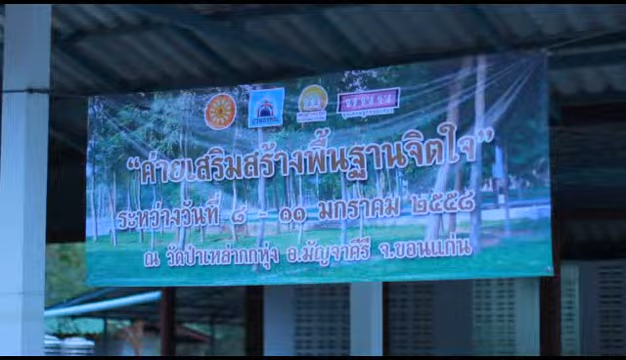 “ค่ายเสริมสร้างพื้นฐานจิตใจ”
ระหว่างวันที่ ๘ - ๑๑ มกราคม ๒๕๕๘
ณ วัดป่าเหล่ากกหุ่ง อ.มัญจาคีรี จ.ขอนแก่น